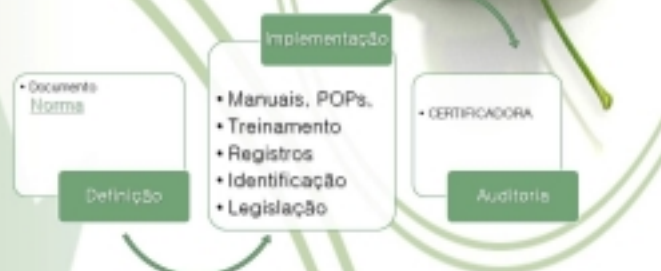 • Documento
Norma
Definição
Implementação
• Manuais, POPs,
• Treinamento
• Registros
• Identificação
• Legislação
• CERTIFICADORA
Auditoria